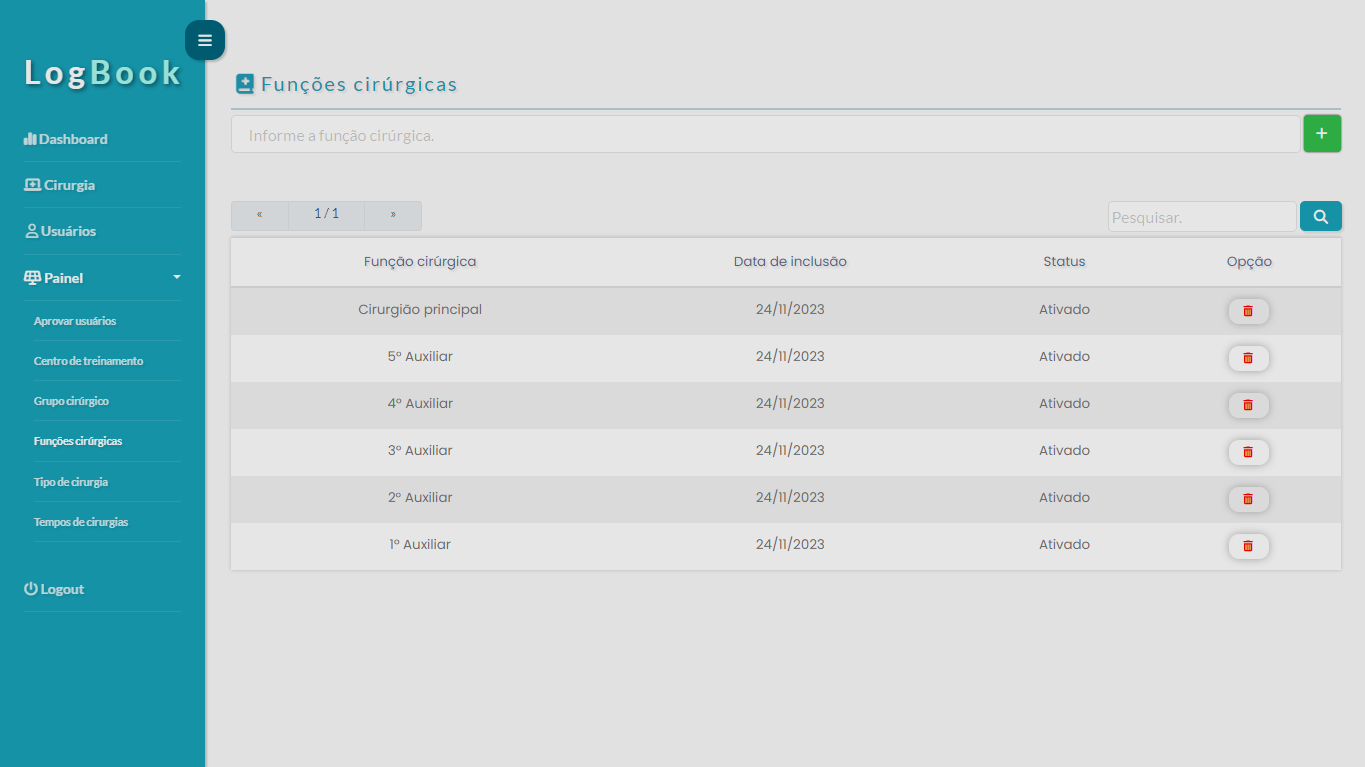 LogBook
Dashboard
Cirurgia
Usuários
Painel
Aprovar usuários
Centro de treinamento
Grupo cirúrgico
Funções cirúrgicas
Tipo de cirurgia
Tempos de cirurgias
Logout
Funções cirúrgicas
Informe a função cirúrgica. +
« 1 / 1 » Pesquisar.
Função cirúrgica Data de inclusão Status Opção
Cirurgião principal 24/11/2023 Ativado
5º Auxiliar 24/11/2023 Ativado
4º Auxiliar 24/11/2023 Ativado
3º Auxiliar 24/11/2023 Ativado
2º Auxiliar 24/11/2023 Ativado
1º Auxiliar 24/11/2023 Ativado